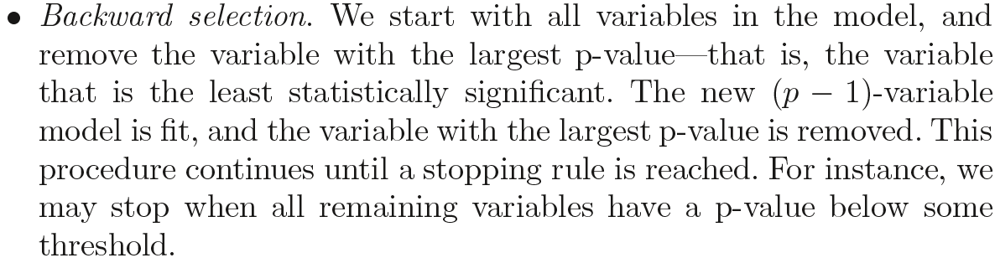 • Backward selection. We start with all variables in the model, and
remove the variable with the largest p-value—that is, the variable
that is the least statistically significant. The new (p − 1)-variable
model is fit, and the variable with the largest p-value is removed. This
procedure continues until a stopping rule is reached. For instance, we
may stop when all remaining variables have a p-value below some
threshold.